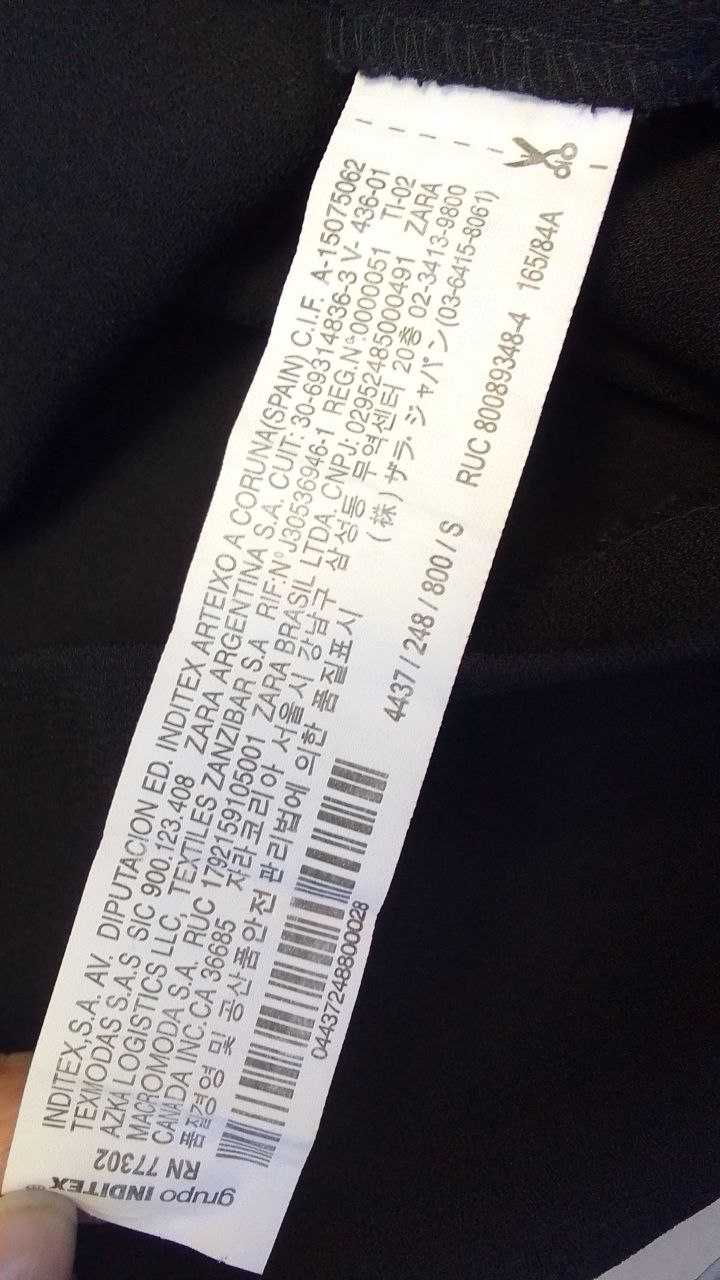 INDITEX,S.A. AV. DIPUTACION ED. INDITEX ARTEIXO A CORUNA(SPAIN) C.I.F. A-15075062
TEXMODAS S.A.S SIC 900.123.408 ZARA ARGENTINA S.A. CUIT: 30-69314836-3 V- 436-01
AZKA LOGISTICS LLC, TEXTILES ZANZIBAR S.A RIF:Nº J30536946-1 REG.Nº:0000051 TI-02
MACROMODA S.A. RUC 1792159105001 ZARA BRASIL LTDA, CNPJ: 02952485000491 ZARA
CANADA INC.CA 36685 자라코리아 서울시 강남구 삼성동 무역센터 20층 02-3413-9800
품질경영 및 공산품안전 관리법에 의한 품질표시 (株)ザラ・ジャパン(03-6415-8061)
4437 / 248 / 800 / S RUC 80089348-4 165/84A
04437248800028
RN 77302
grupo INDITEX